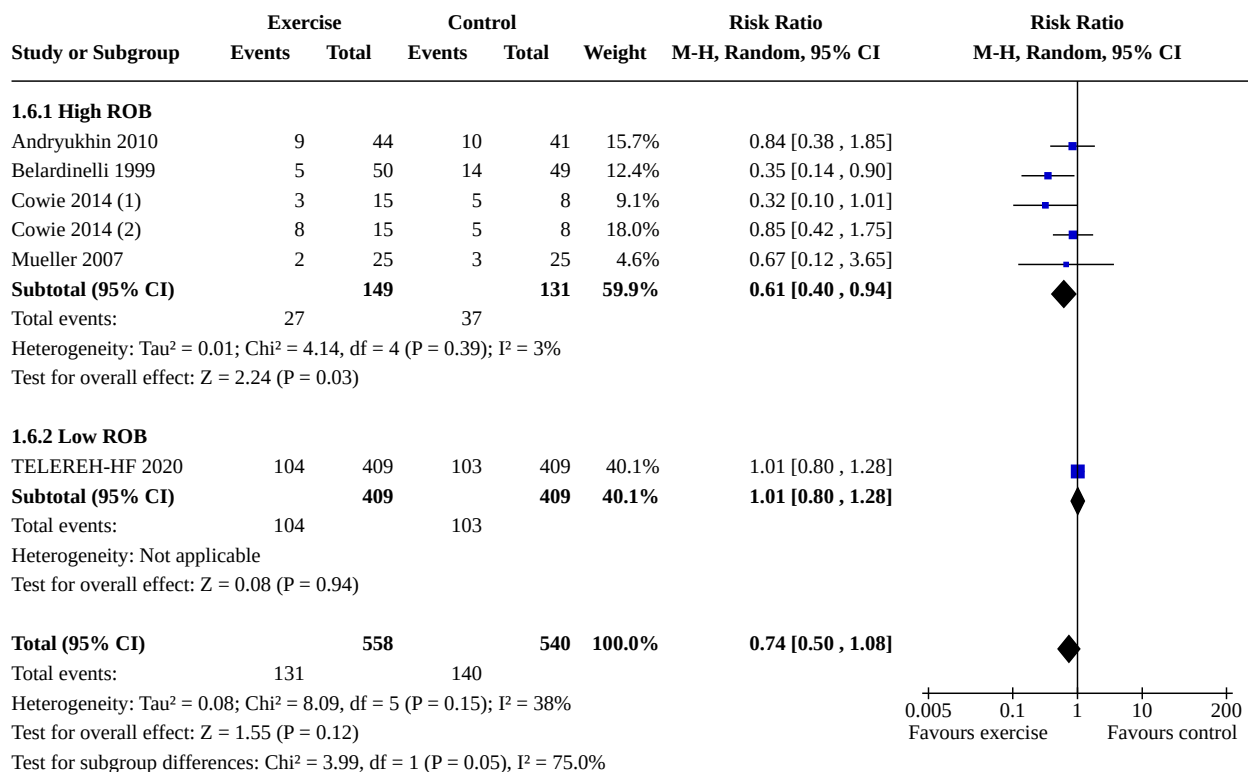 Exercise Control Risk Ratio Risk Ratio
Study or Subgroup Events Total Events Total Weight M-H, Random, 95% CI M-H, Random, 95% CI
1.6.1 High ROB
Andryukhin 2010 9 44 10 41 15.7% 0.84 [0.38 , 1.85]
Belardinelli 1999 5 50 14 49 12.4% 0.35 [0.14 , 0.90]
Cowie 2014 (1) 3 15 5 8 9.1% 0.32 [0.10 , 1.01]
Cowie 2014 (2) 8 15 5 8 18.0% 0.85 [0.42 , 1.75]
Mueller 2007 2 25 3 25 4.6% 0.67 [0.12 , 3.65]
Subtotal (95% CI) 149 131 59.9% 0.61 [0.40 , 0.94]
Total events: 27 37
Heterogeneity: Tau² = 0.01; Chi² = 4.14, df = 4 (P = 0.39); I² = 3%
Test for overall effect: Z = 2.24 (P = 0.03)
1.6.2 Low ROB
TELEREH-HF 2020 104 409 103 409 40.1% 1.01 [0.80 , 1.28]
Subtotal (95% CI) 409 409 40.1% 1.01 [0.80 , 1.28]
Total events: 104 103
Heterogeneity: Not applicable
Test for overall effect: Z = 0.08 (P = 0.94)
Total (95% CI) 558 540 100.0% 0.74 [0.50 , 1.08]
Total events: 131 140
Heterogeneity: Tau² = 0.08; Chi² = 8.09, df = 5 (P = 0.15); I² = 38%
0.005 0.1 1 10 200
Test for overall effect: Z = 1.55 (P = 0.12) Favours exercise Favours control
Test for subgroup differences: Chi² = 3.99, df = 1 (P = 0.05), I² = 75.0%